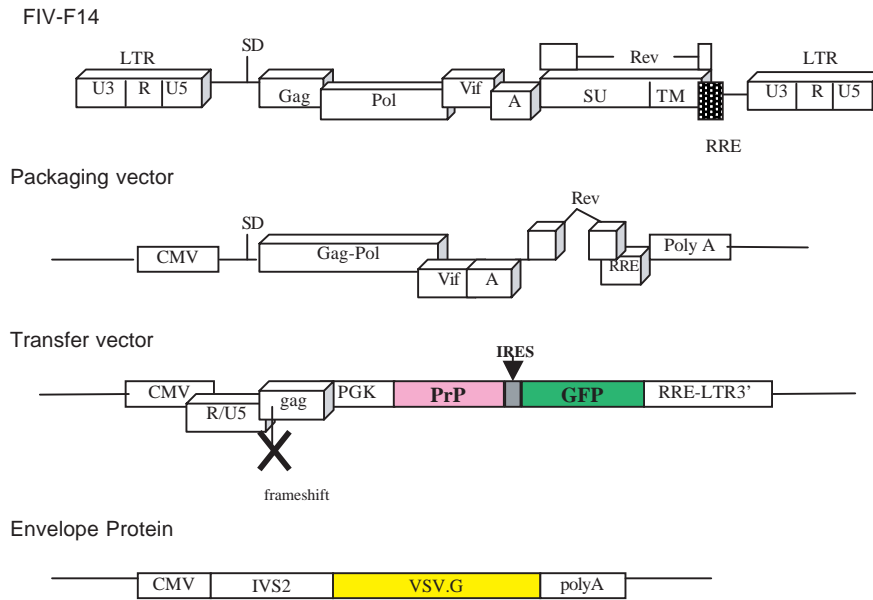 FIV-F14
LTR SD Rev LTR
U3 R U5 Gag Pol Vif A SU TM U3 R U5
RRE
Packaging vector
SD Rev
CMV Gag-Pol Vif A RRE Poly A
Transfer vector
IRES
CMV R/U5 gag PGK PrP GFP RRE-LTR3'
frameshift
Envelope Protein
CMV IVS2 VSV.G polyA